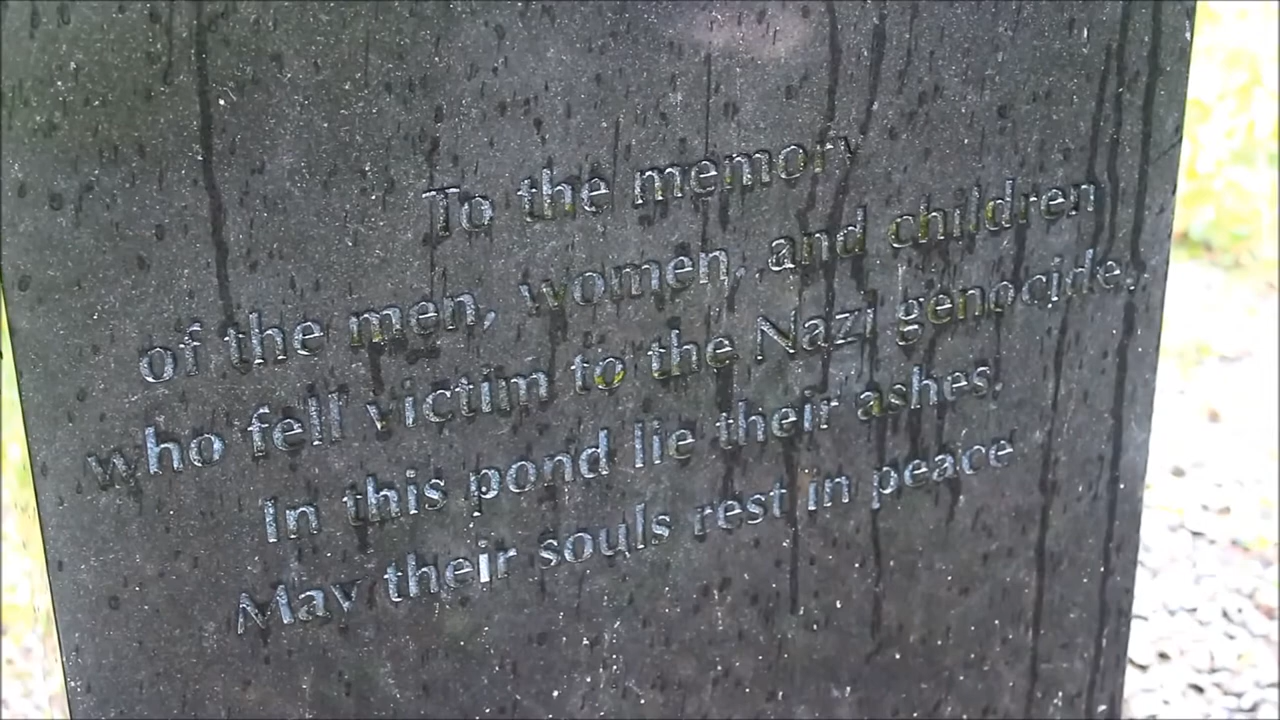 To the memory
of the men, women, and children
who fell victim to the Nazi genocide.
In this pond lie their ashes.
May their souls rest in peace